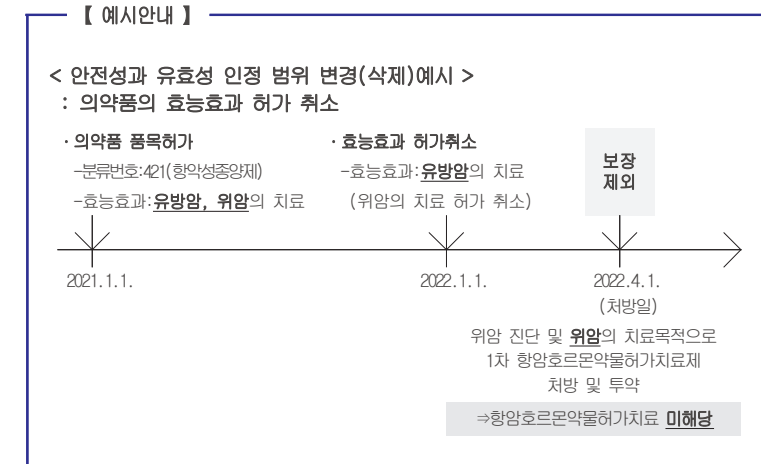 【 예시안내 】
< 안전성과 유효성 인정 범위 변경(삭제)예시 >
: 의약품의 효능효과 허가 취소
· 의약품 품목허가
-분류번호:421(항악성종양제)
-효능효과:유방암, 위암의 치료
· 효능효과 허가취소
-효능효과:유방암의 치료
(위암의 치료 허가 취소)
보장
제외
2021.1.1.
2022.1.1.
2022.4.1.
(처방일)
위암 진단 및 위암의 치료목적으로
1차 항암호르몬약물허가치료제
처방 및 투약
⇒항암호르몬약물허가치료 미해당